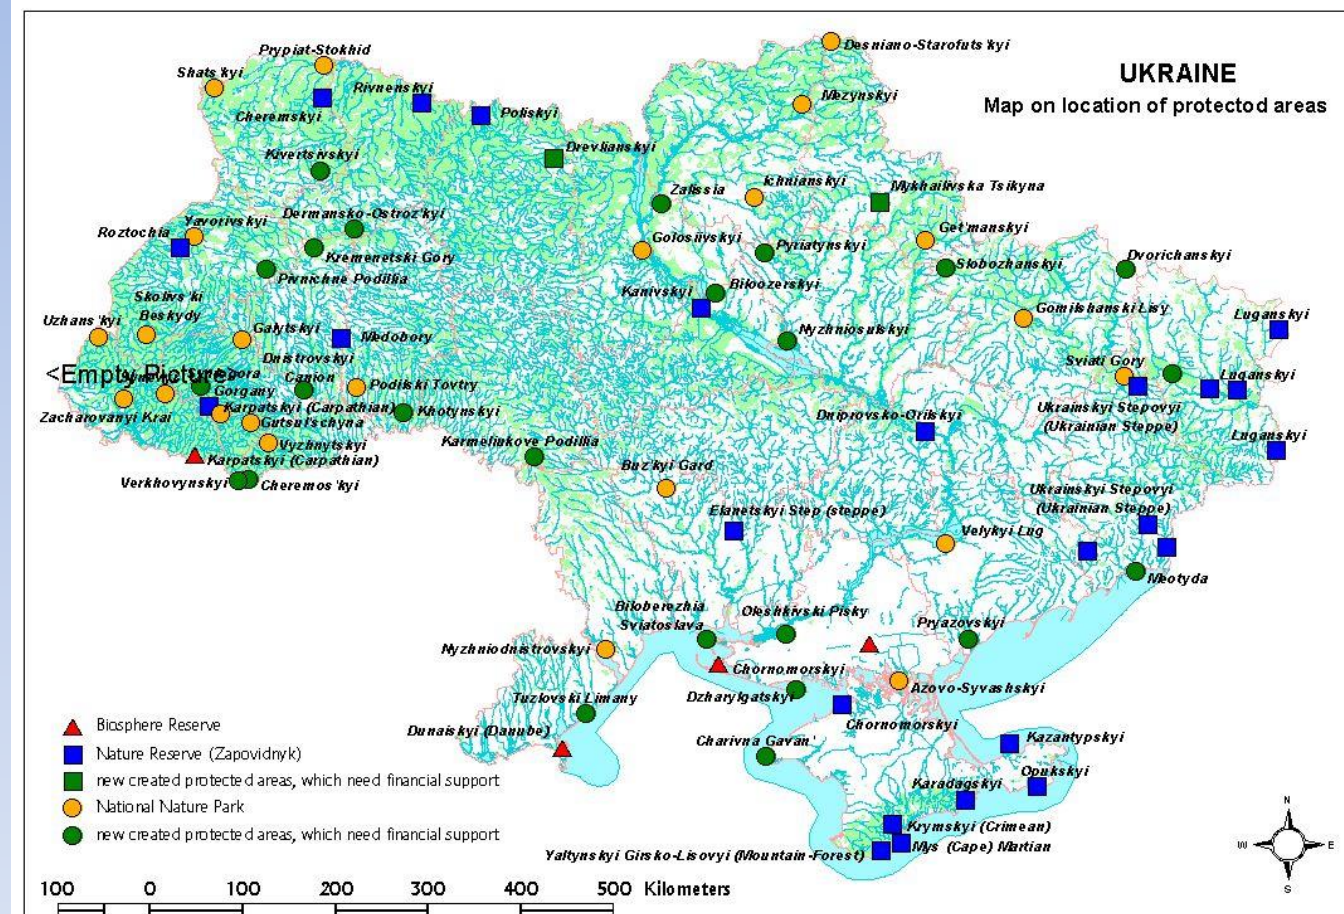 UKRAINE
Map on location of protectod areas
Desniano-Starofuts'kyi
Prypiat-Stokhid
Shats'kyi
Rivnenskyi
Cheremskyi
Poliskyi
Mezynskyi
Drevlianskyi
Kivertsivskyi
Zalissia
Ichnianskyi
Mykhailivska Tsikyna
Dermansko-Ostroz'kyi
Yavorivskyi
Roztochia
Kremenetski Gory
Golosiivskyi
Pyriatynskyi
Get'manskyi
Slobozhanskyi
Dvorichanskyi
Pivnichne Podillia
Biloozerskyi
Kanivskyi
Skolivs'ki
Beskydy
Uzhans'kyi
Galytskyi
Medobory
Nyzhniosulskyi
Gomilshanski Lisy
Luganskyi
Dnistrovskyi
Canion
<Empty Picture>
Sviati Gory
Luganskyi
Gorgany
Podilski Tovtry
Zacharovanyi Krai
Karpatskyi (Carpathian)
Khotynskyi
Gutsul'schyna
Dniprovsko-Orilskyi
Ukrainskyi Stepovyi
(Ukrainian Steppe)
Vyzhnytskyi
Karmeliukove Podillia
Luganskyi
Karpatskyi (Carpathian)
Verkhovynskyi
Cheremos'kyi
Buz'kyi Gard
Elanetskyi Step (steppe)
Ukrainskyi Stepovyi
(Ukrainian Steppe)
Velykyi Lug
Meotyda
Biloberezhia
Sviatoslava
Oleshkivski Pisky
Pryazovskyi
Nyzhniodnistrovskyi
Chornomorskyi
Dzharylgatskyi
Azovo-Syvashskyi
Tuzlovski Limany
Dunaiskyi (Danube)
Chornomorskyi
Charivna Gavan'
Kazantypskyi
Opukskyi
Karadagskyi
Krymskyi (Crimean)
Mys (Cape) Martian
Yaltynskyi Girsko-Lisovyi (Mountain-Forest)
Biosphere Reserve
Nature Reserve (Zapovidnyk)
new created protected areas, which need financial support
National Nature Park
new created protected areas, which need financial support
N
W E
S
100 0 100 200 300 400 500 Kilometers